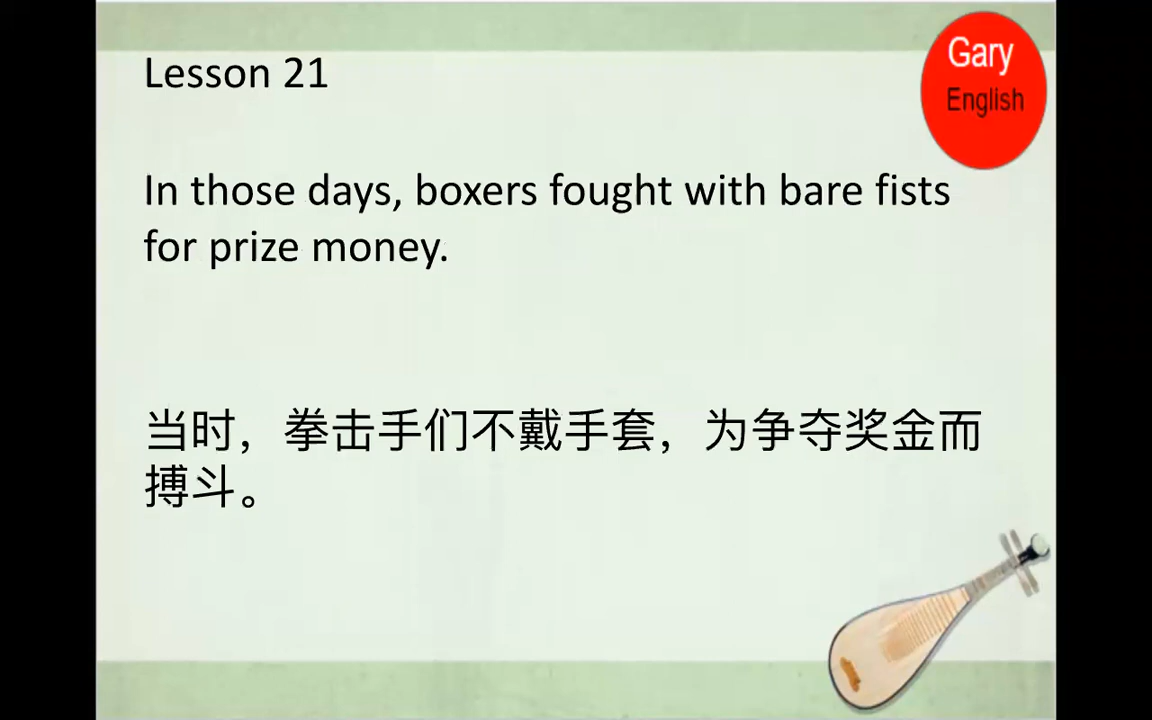 Gary
English
Lesson 21
In those days, boxers fought with bare fists
for prize money.
当时，拳击手们不戴手套，为争夺奖金而
搏斗。